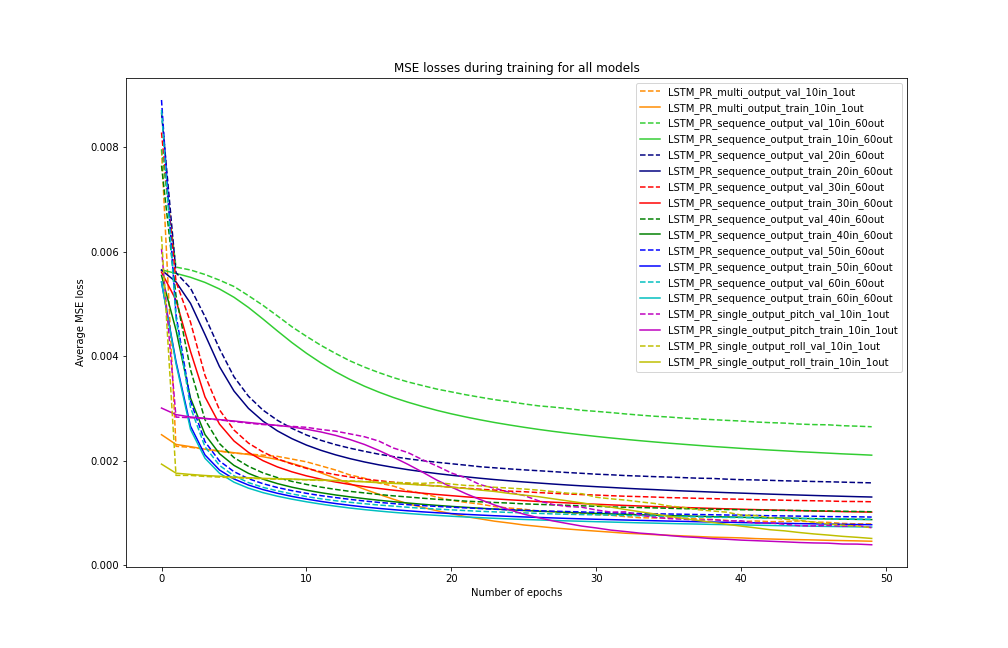 MSE losses during training for all models
LSTM_PR_multi_output_val_10in_1out
LSTM_PR_multi_output_train_10in_1out
LSTM_PR_sequence_output_val_10in_60out
LSTM_PR_sequence_output_train_10in_60out
LSTM_PR_sequence_output_val_20in_60out
LSTM_PR_sequence_output_train_20in_60out
LSTM_PR_sequence_output_val_30in_60out
LSTM_PR_sequence_output_train_30in_60out
LSTM_PR_sequence_output_val_40in_60out
LSTM_PR_sequence_output_train_40in_60out
LSTM_PR_sequence_output_val_50in_60out
LSTM_PR_sequence_output_train_50in_60out
LSTM_PR_sequence_output_val_60in_60out
LSTM_PR_sequence_output_train_60in_60out
LSTM_PR_single_output_pitch_val_10in_1out
LSTM_PR_single_output_pitch_train_10in_1out
LSTM_PR_single_output_roll_val_10in_1out
LSTM_PR_single_output_roll_train_10in_1out
Average MSE loss
0.008
0.006
0.004
0.002
0.000
0 10 20 30 40 50
Number of epochs